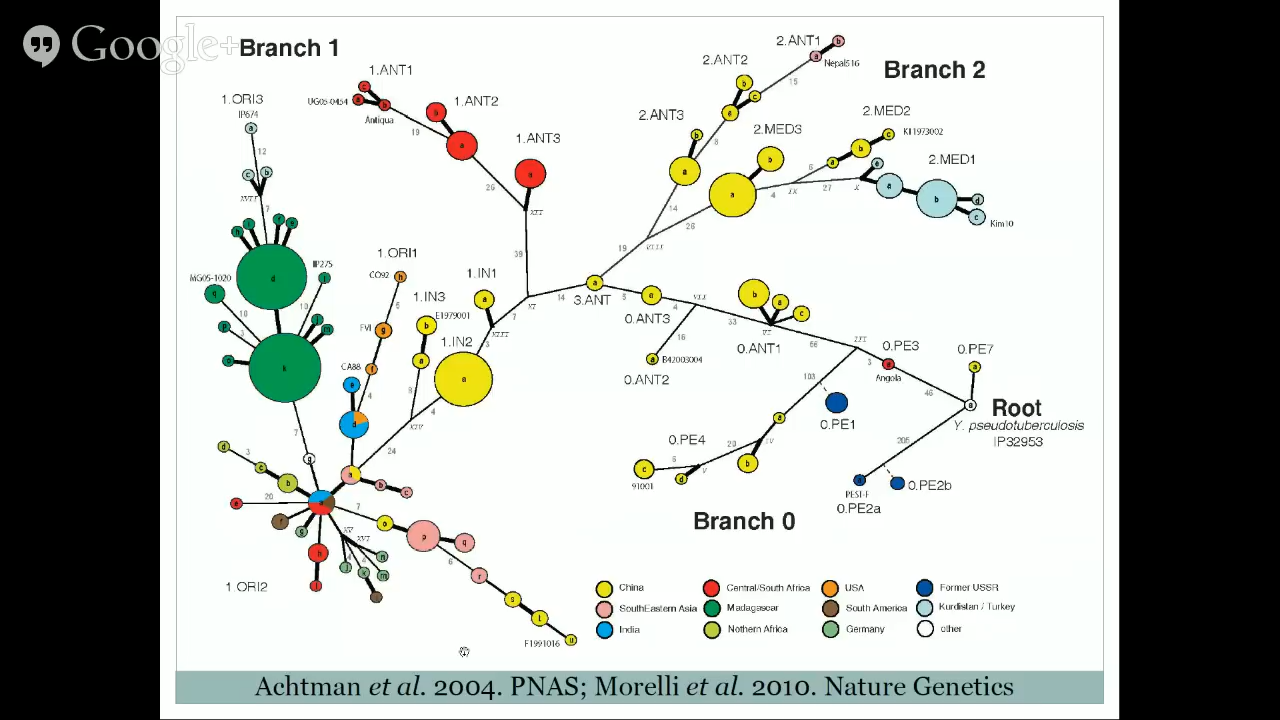 Google+
Branch 1
Branch 2
2.ANT1
Nepal516
2.ANT2
1.ANT1
UG05-0454
Antiqua
1.ANT2
1.ORI3
IP674
2.ANT3
2.MED3
2.MED2
K11973002
2.MED1
Kim10
1.ANT3
MG05-1020
IP275
1.ORI1
CO92
FVI
CA88
1.IN3
E1979001
1.IN1
1.IN2
3.ANT
0.ANT3
B42003004
0.ANT2
0.ANT1
0.PE3
Angola
0.PE7
Root
Y. pseudotuberculosis
IP32953
0.PE1
0.PE4
91001
PEST-F
0.PE2b
0.PE2a
Branch 0
1.ORI2
F1991016
China
Central/South Africa
USA
Former USSR
SouthEastern Asia
Madagascar
South America
Kurdistan / Turkey
India
Nothern Africa
Germany
other
Achtman et al. 2004. PNAS; Morelli et al. 2010. Nature Genetics